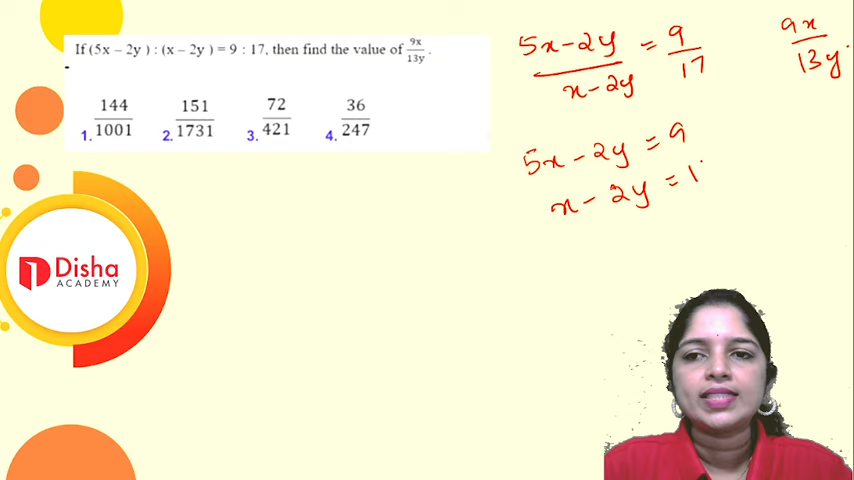 If (5x – 2y) : (x – 2y) = 9 : 17, then find the value of 9x/13y .
1. 144/1001 2. 151/1731 3. 72/421 4. 36/247
5x-2y/x-2y = 9/17
9x/13y
5x-2y = 9
x-2y = 1
Disha
ACADEMY